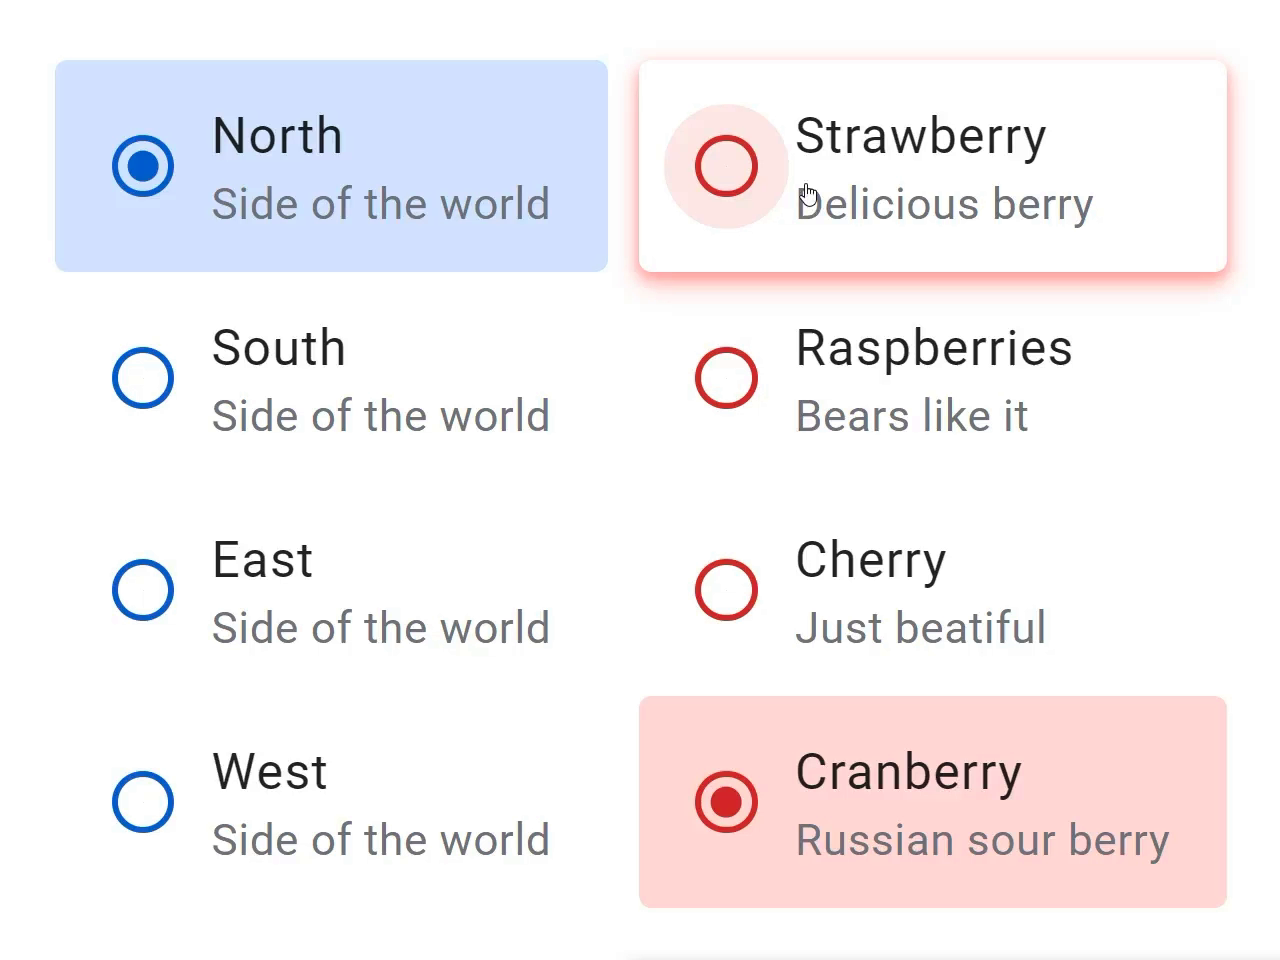 North
Side of the world
South
Side of the world
East
Side of the world
West
Side of the world
Strawberry
Delicious berry
Raspberries
Bears like it
Cherry
Just beatiful
Cranberry
Russian sour berry